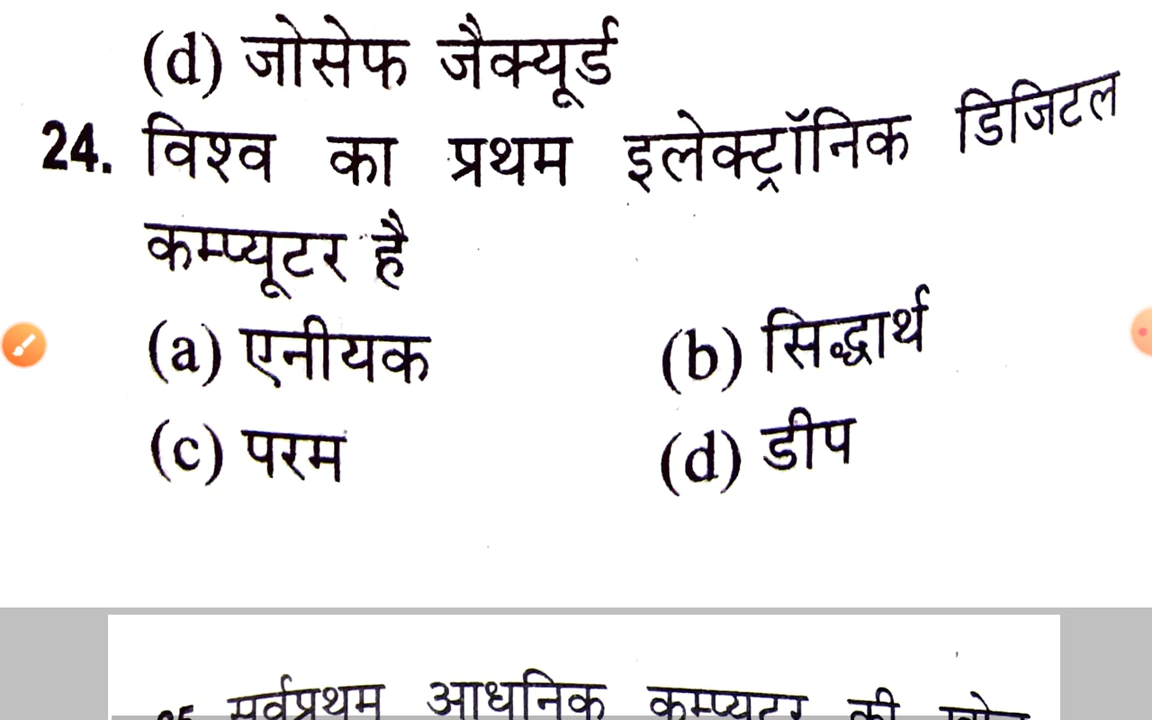 (d) जोसेफ जैक्यूर्ड
24. विश्व का प्रथम इलेक्ट्रॉनिक डिजिटल
कम्प्यूटर है
(a) एनीयक (b) सिद्धार्थ
(c) परम (d) डीप
सर्वप्रथम आधुनिक कम्प्यूटर की खोज